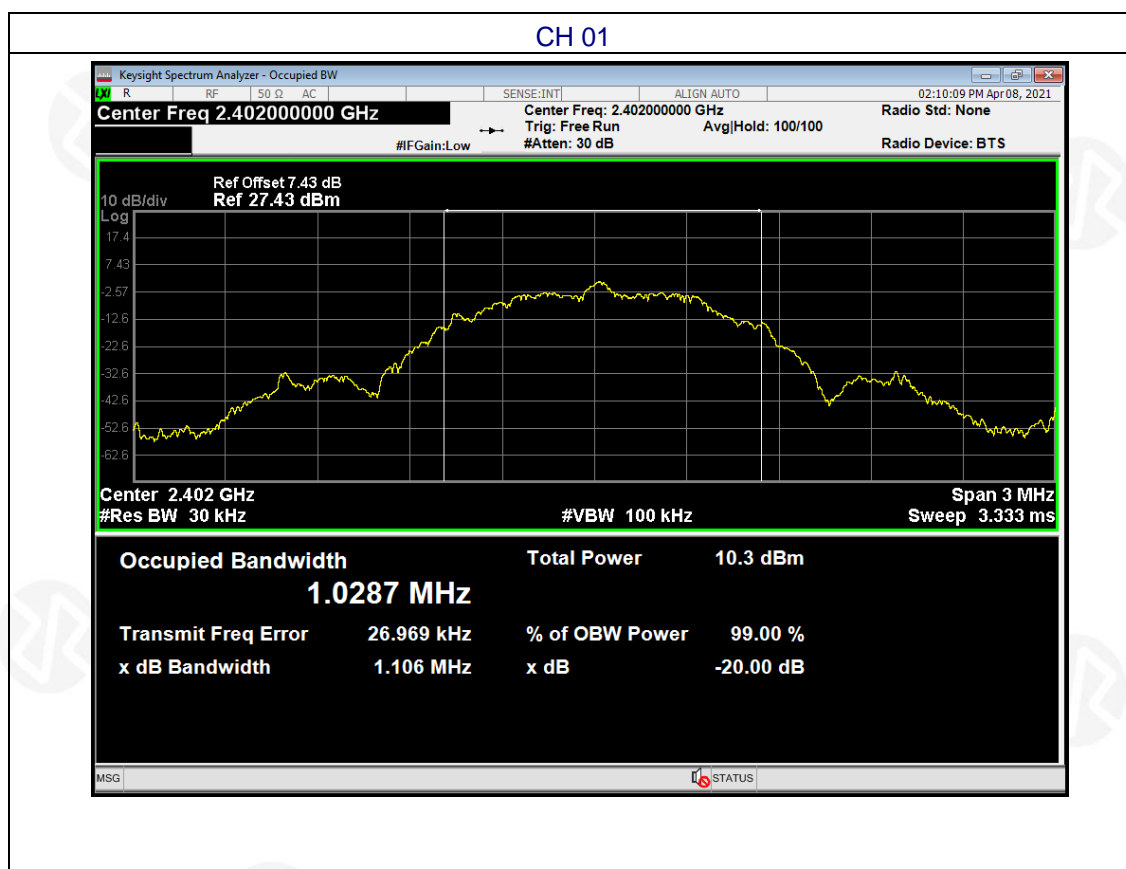 CH 01
Keysight Spectrum Analyzer - Occupied BW
LXI R RF 50 Ω AC SENSE:INT ALIGN AUTO 02:10:09 PM Apr 08, 2021
Center Freq 2.402000000 GHz
Center Freq: 2.402000000 GHz
Radio Std: None
Trig: Free Run Avg|Hold: 100/100
#IFGain:Low
#Atten: 30 dB
Radio Device: BTS
Ref Offset 7.43 dB
10 dB/div Ref 27.43 dBm
Log
17.4
7.43
-2.57
-12.6
-22.6
-32.6
-42.6
-52.6
-62.6
Center 2.402 GHz Span 3 MHz
#Res BW 30 kHz #VBW 100 kHz Sweep 3.333 ms
Occupied Bandwidth Total Power 10.3 dBm
1.0287 MHz
Transmit Freq Error 26.969 kHz % of OBW Power 99.00 %
x dB Bandwidth 1.106 MHz x dB -20.00 dB
MSG STATUS